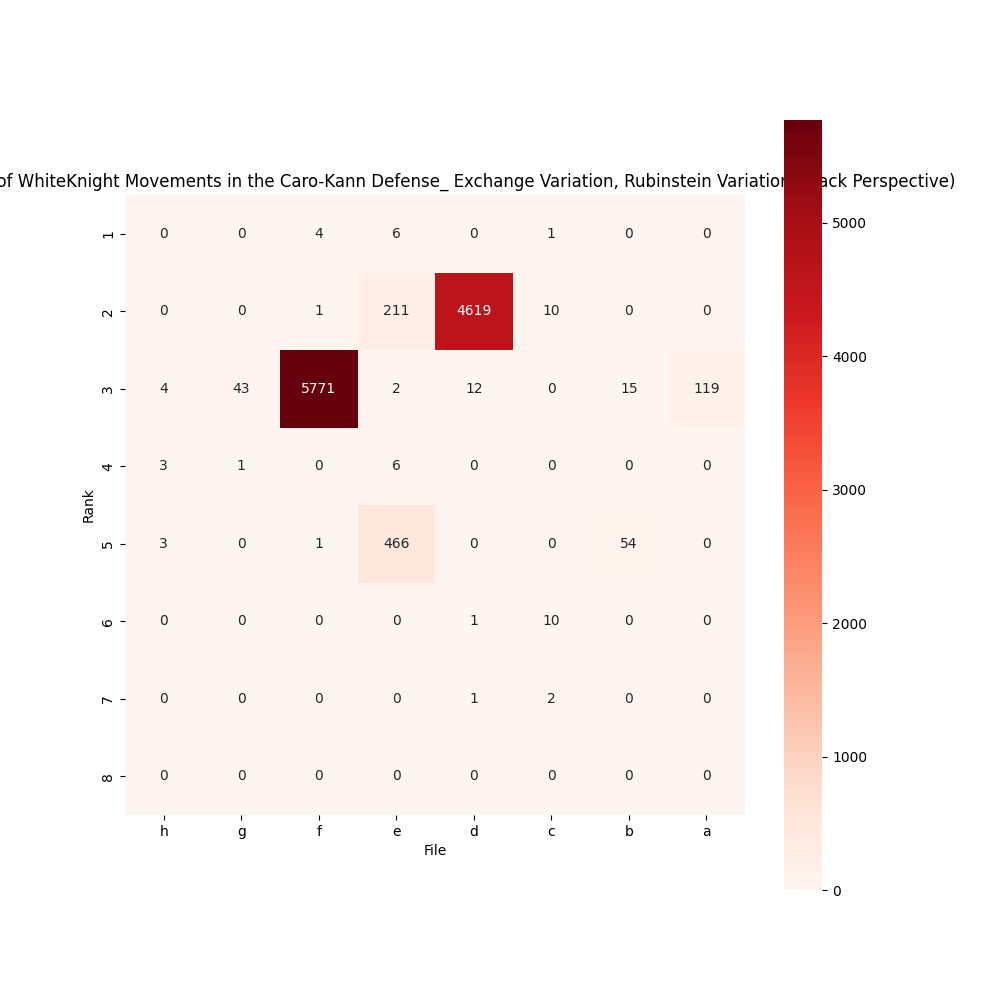 of WhiteKnight Movements in the Caro-Kann Defense_ Exchange Variation, Rubinstein Variation Perspective)
1 0 0 4 6 0 1 0 0
2 0 0 1 211 4619 10 0 0
3 4 43 5771 2 12 0 15 119
4 3 1 0 6 0 0 0 0
5 3 0 1 466 0 0 54 0
6 0 0 0 0 1 10 0 0
7 0 0 0 0 1 2 0 0
8 0 0 0 0 0 0 0 0
h g f e d c b a
Rank
File
5000
4000
3000
2000
1000
0